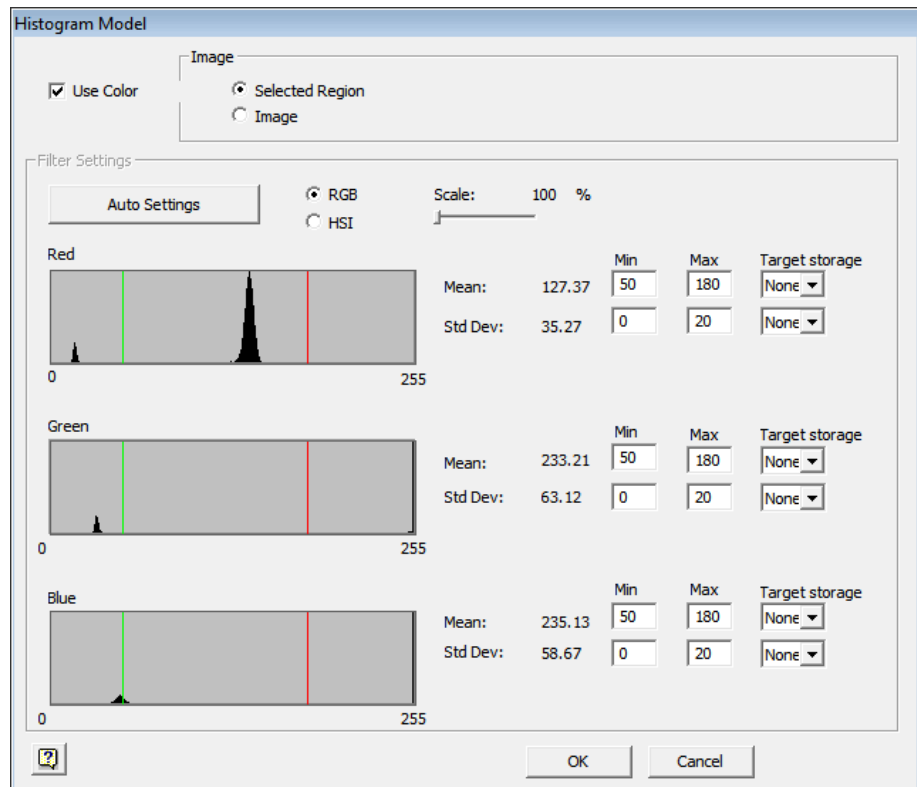 Histogram Model
Image
Use Color
Selected Region
Image
Filter Settings
Auto Settings
RGB
HSI
Scale: 100 %
Red
Min Max Target storage
Mean: 127.37 50 180 None
Std Dev: 35.27 0 20 None
0 255
Green
Min Max Target storage
Mean: 233.21 50 180 None
Std Dev: 63.12 0 20 None
0 255
Blue
Min Max Target storage
Mean: 235.13 50 180 None
Std Dev: 58.67 0 20 None
0 255
?
OK Cancel